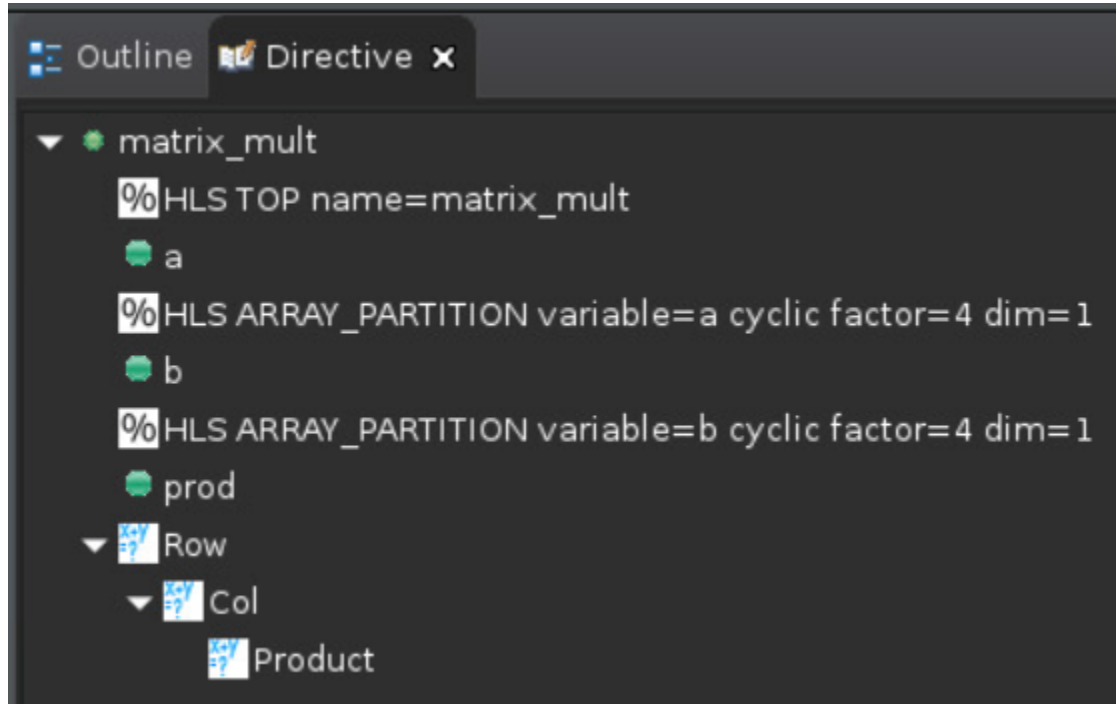 Outline Directive
matrix_mult
% HLS TOP name=matrix_mult
a
% HLS ARRAY_PARTITION variable=a cyclic factor=4 dim=1
b
% HLS ARRAY_PARTITION variable=b cyclic factor=4 dim=1
prod
x+y=? Row
x+y=? Col
x+y=? Product